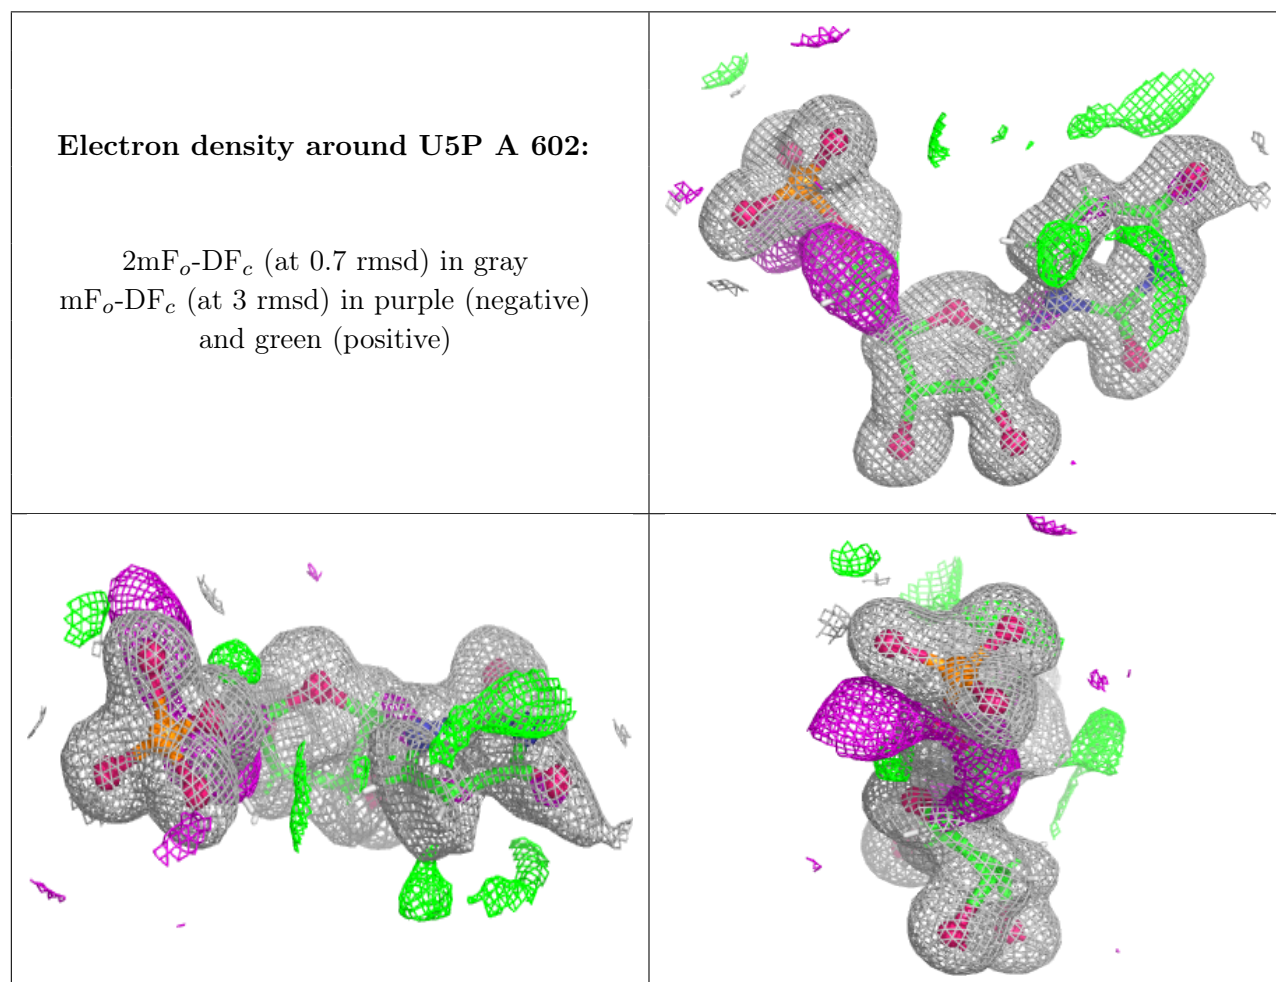 Electron density around U5P A 602:
2mFo-DFc (at 0.7 rmsd) in gray
mFo-DFc (at 3 rmsd) in purple (negative)
and green (positive)